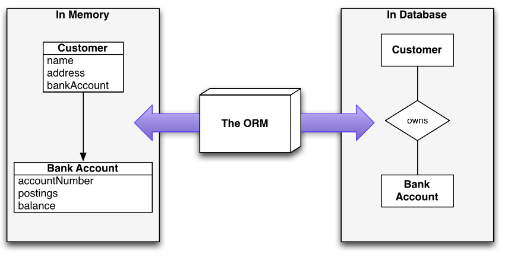 In Memory
Customer
name
address
bankAccount
Bank Account
accountNumber
postings
balance
The ORM
In Database
Customer
owns
Bank
Account